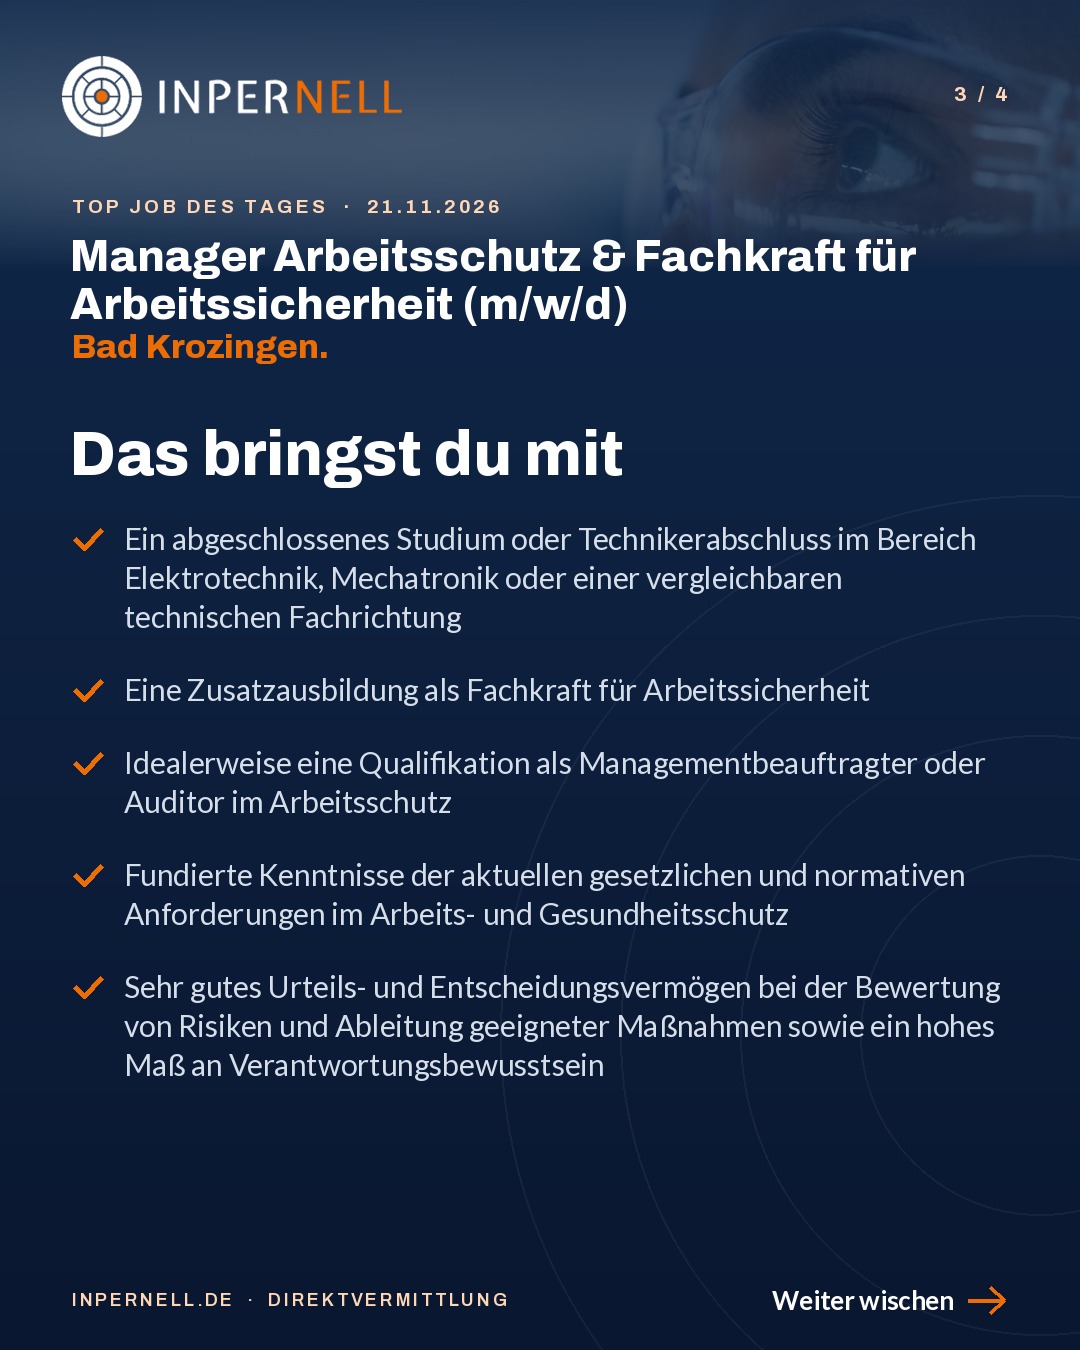 INPERNELL
3 / 4
TOP JOB DES TAGES · 21.11.2026
Manager Arbeitsschutz & Fachkraft für
Arbeitssicherheit (m/w/d)
Bad Krozingen.
Das bringst du mit
Ein abgeschlossenes Studium oder Technikerabschluss im Bereich
Elektrotechnik, Mechatronik oder einer vergleichbaren
technischen Fachrichtung
Eine Zusatzausbildung als Fachkraft für Arbeitssicherheit
Idealerweise eine Qualifikation als Managementbeauftragter oder
Auditor im Arbeitsschutz
Fundierte Kenntnisse der aktuellen gesetzlichen und normativen
Anforderungen im Arbeits- und Gesundheitsschutz
Sehr gutes Urteils- und Entscheidungsvermögen bei der Bewertung
von Risiken und Ableitung geeigneter Maßnahmen sowie ein hohes
Maß an Verantwortungsbewusstsein
INPERNELL.DE · DIREKTVERMITTLUNG
Weiter wischen